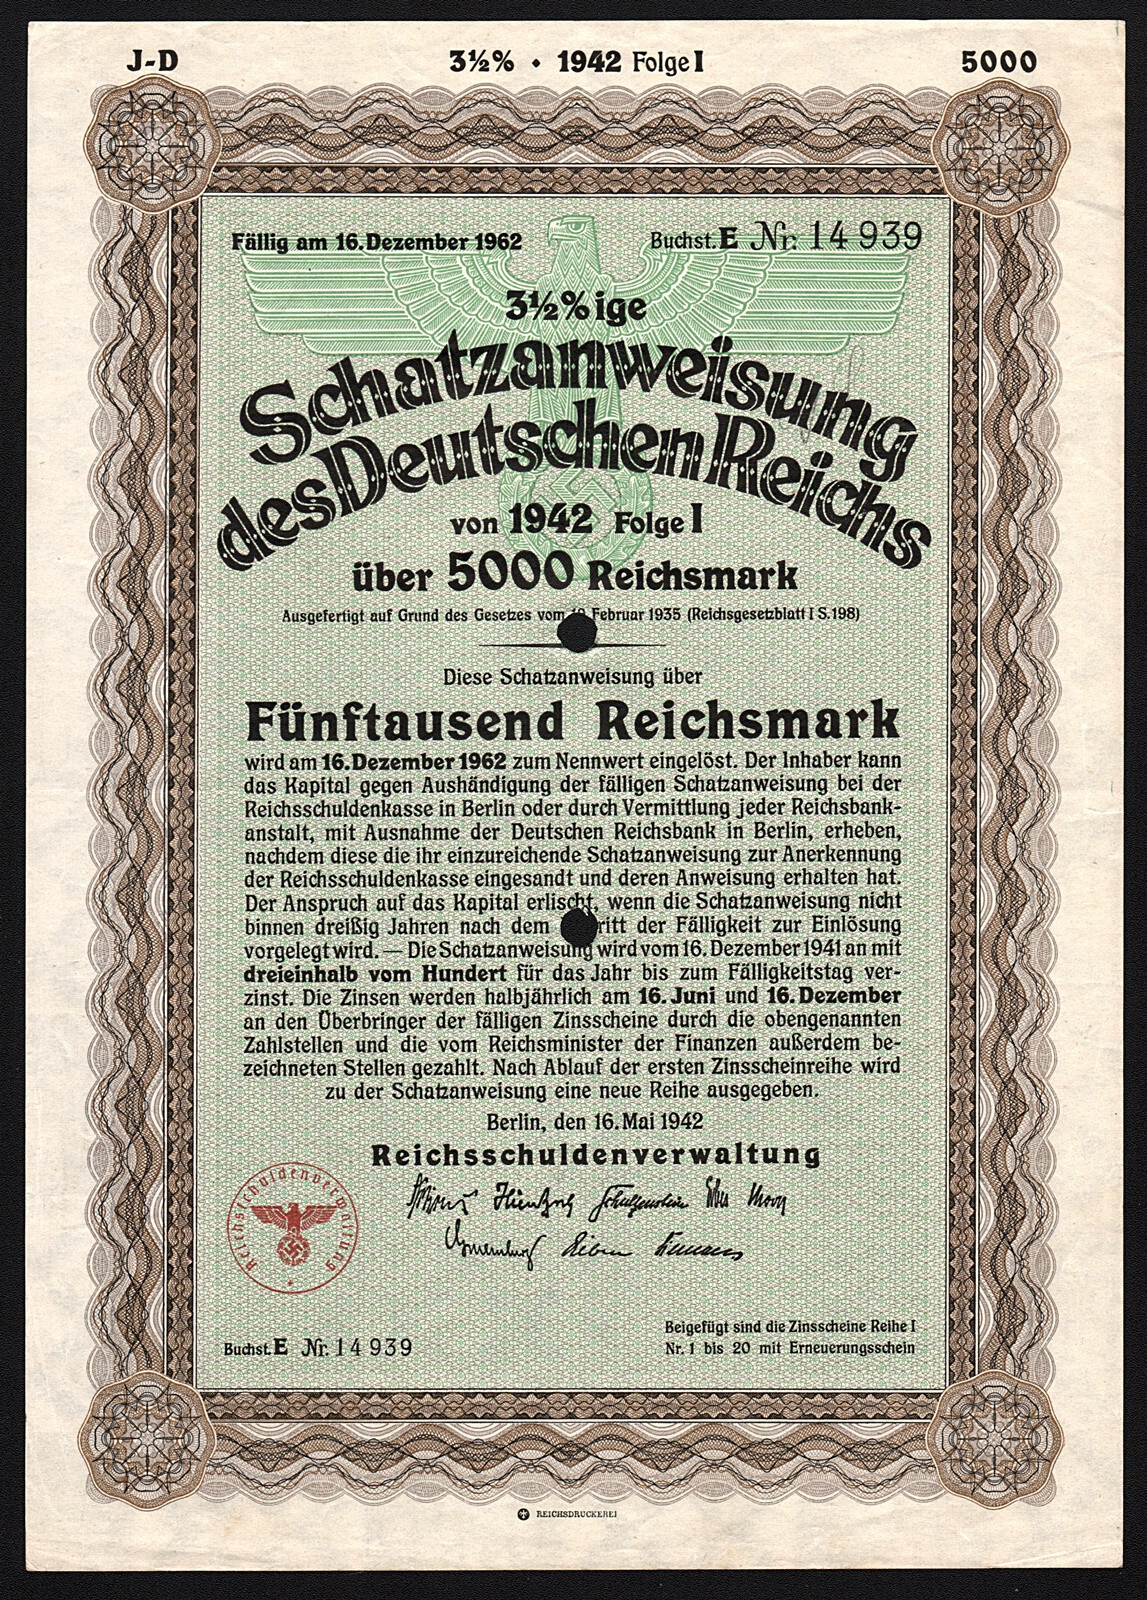 J-D 3½% • 1942 Folge I 5000
Fällig am 16. Dezember 1962 Buchst. E Nr. 14 939
3½% ige
Schatzanweisung
des Deutschen Reichs
von 1942 Folge I
über 5000 Reichsmark
Ausgefertigt auf Grund des Gesetzes vom Februar 1935 (Reichsgesetzblatt I S. 198)
Diese Schatzanweisung über
Fünftausend Reichsmark
wird am 16. Dezember 1962 zum Nennwert eingelöst. Der Inhaber kann
das Kapital gegen Aushändigung der fälligen Schatzanweisung bei der
Reichsschuldenkasse in Berlin oder durch Vermittlung jeder Reichsbank-
anstalt, mit Ausnahme der Deutschen Reichsbank in Berlin, erheben,
nachdem diese die ihr einzureichende Schatzanweisung zur Anerkennung
der Reichsschuldenkasse eingesandt und deren Anweisung erhalten hat.
Der Anspruch auf das Kapital erlischt, wenn die Schatzanweisung nicht
binnen dreißig Jahren nach dem ritt der Fälligkeit zur Einlösung
vorgelegt wird. — Die Schatzanweisung wird vom 16. Dezember 1941 an mit
dreieinhalb vom Hundert für das Jahr bis zum Fälligkeitstag ver-
zinst. Die Zinsen werden halbjährlich am 16. Juni und 16. Dezember
an den Überbringer der fälligen Zinsscheine durch die obengenannten
Zahlstellen und die vom Reichsminister der Finanzen außerdem be-
zeichneten Stellen gezahlt. Nach Ablauf der ersten Zinsscheinreihe wird
zu der Schatzanweisung eine neue Reihe ausgegeben.
Berlin, den 16. Mai 1942
Reichsschuldenverwaltung
Reichsschuldenverwaltung
Buchst. E Nr. 14 939
Beigefügt sind die Zinsscheine Reihe I
Nr. 1 bis 20 mit Erneuerungsschein
REICHSDRUCKEREI